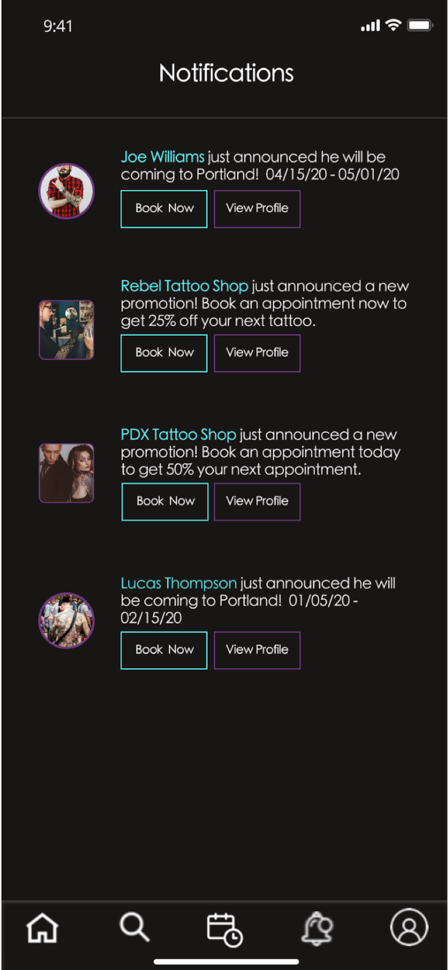 9:41
Notifications
Joe Williams just announced he will be
coming to Portland!  04/15/20 - 05/01/20
Book Now
View Profile
Rebel Tattoo Shop just announced a new
promotion! Book an appointment now to
get 25% off your next tattoo.
Book Now
View Profile
PDX Tattoo Shop just announced a new
promotion! Book an appointment today
to get 50% your next appointment.
Book Now
View Profile
Lucas Thompson just announced he will
be coming to Portland!  01/05/20 -
02/15/20
Book Now
View Profile